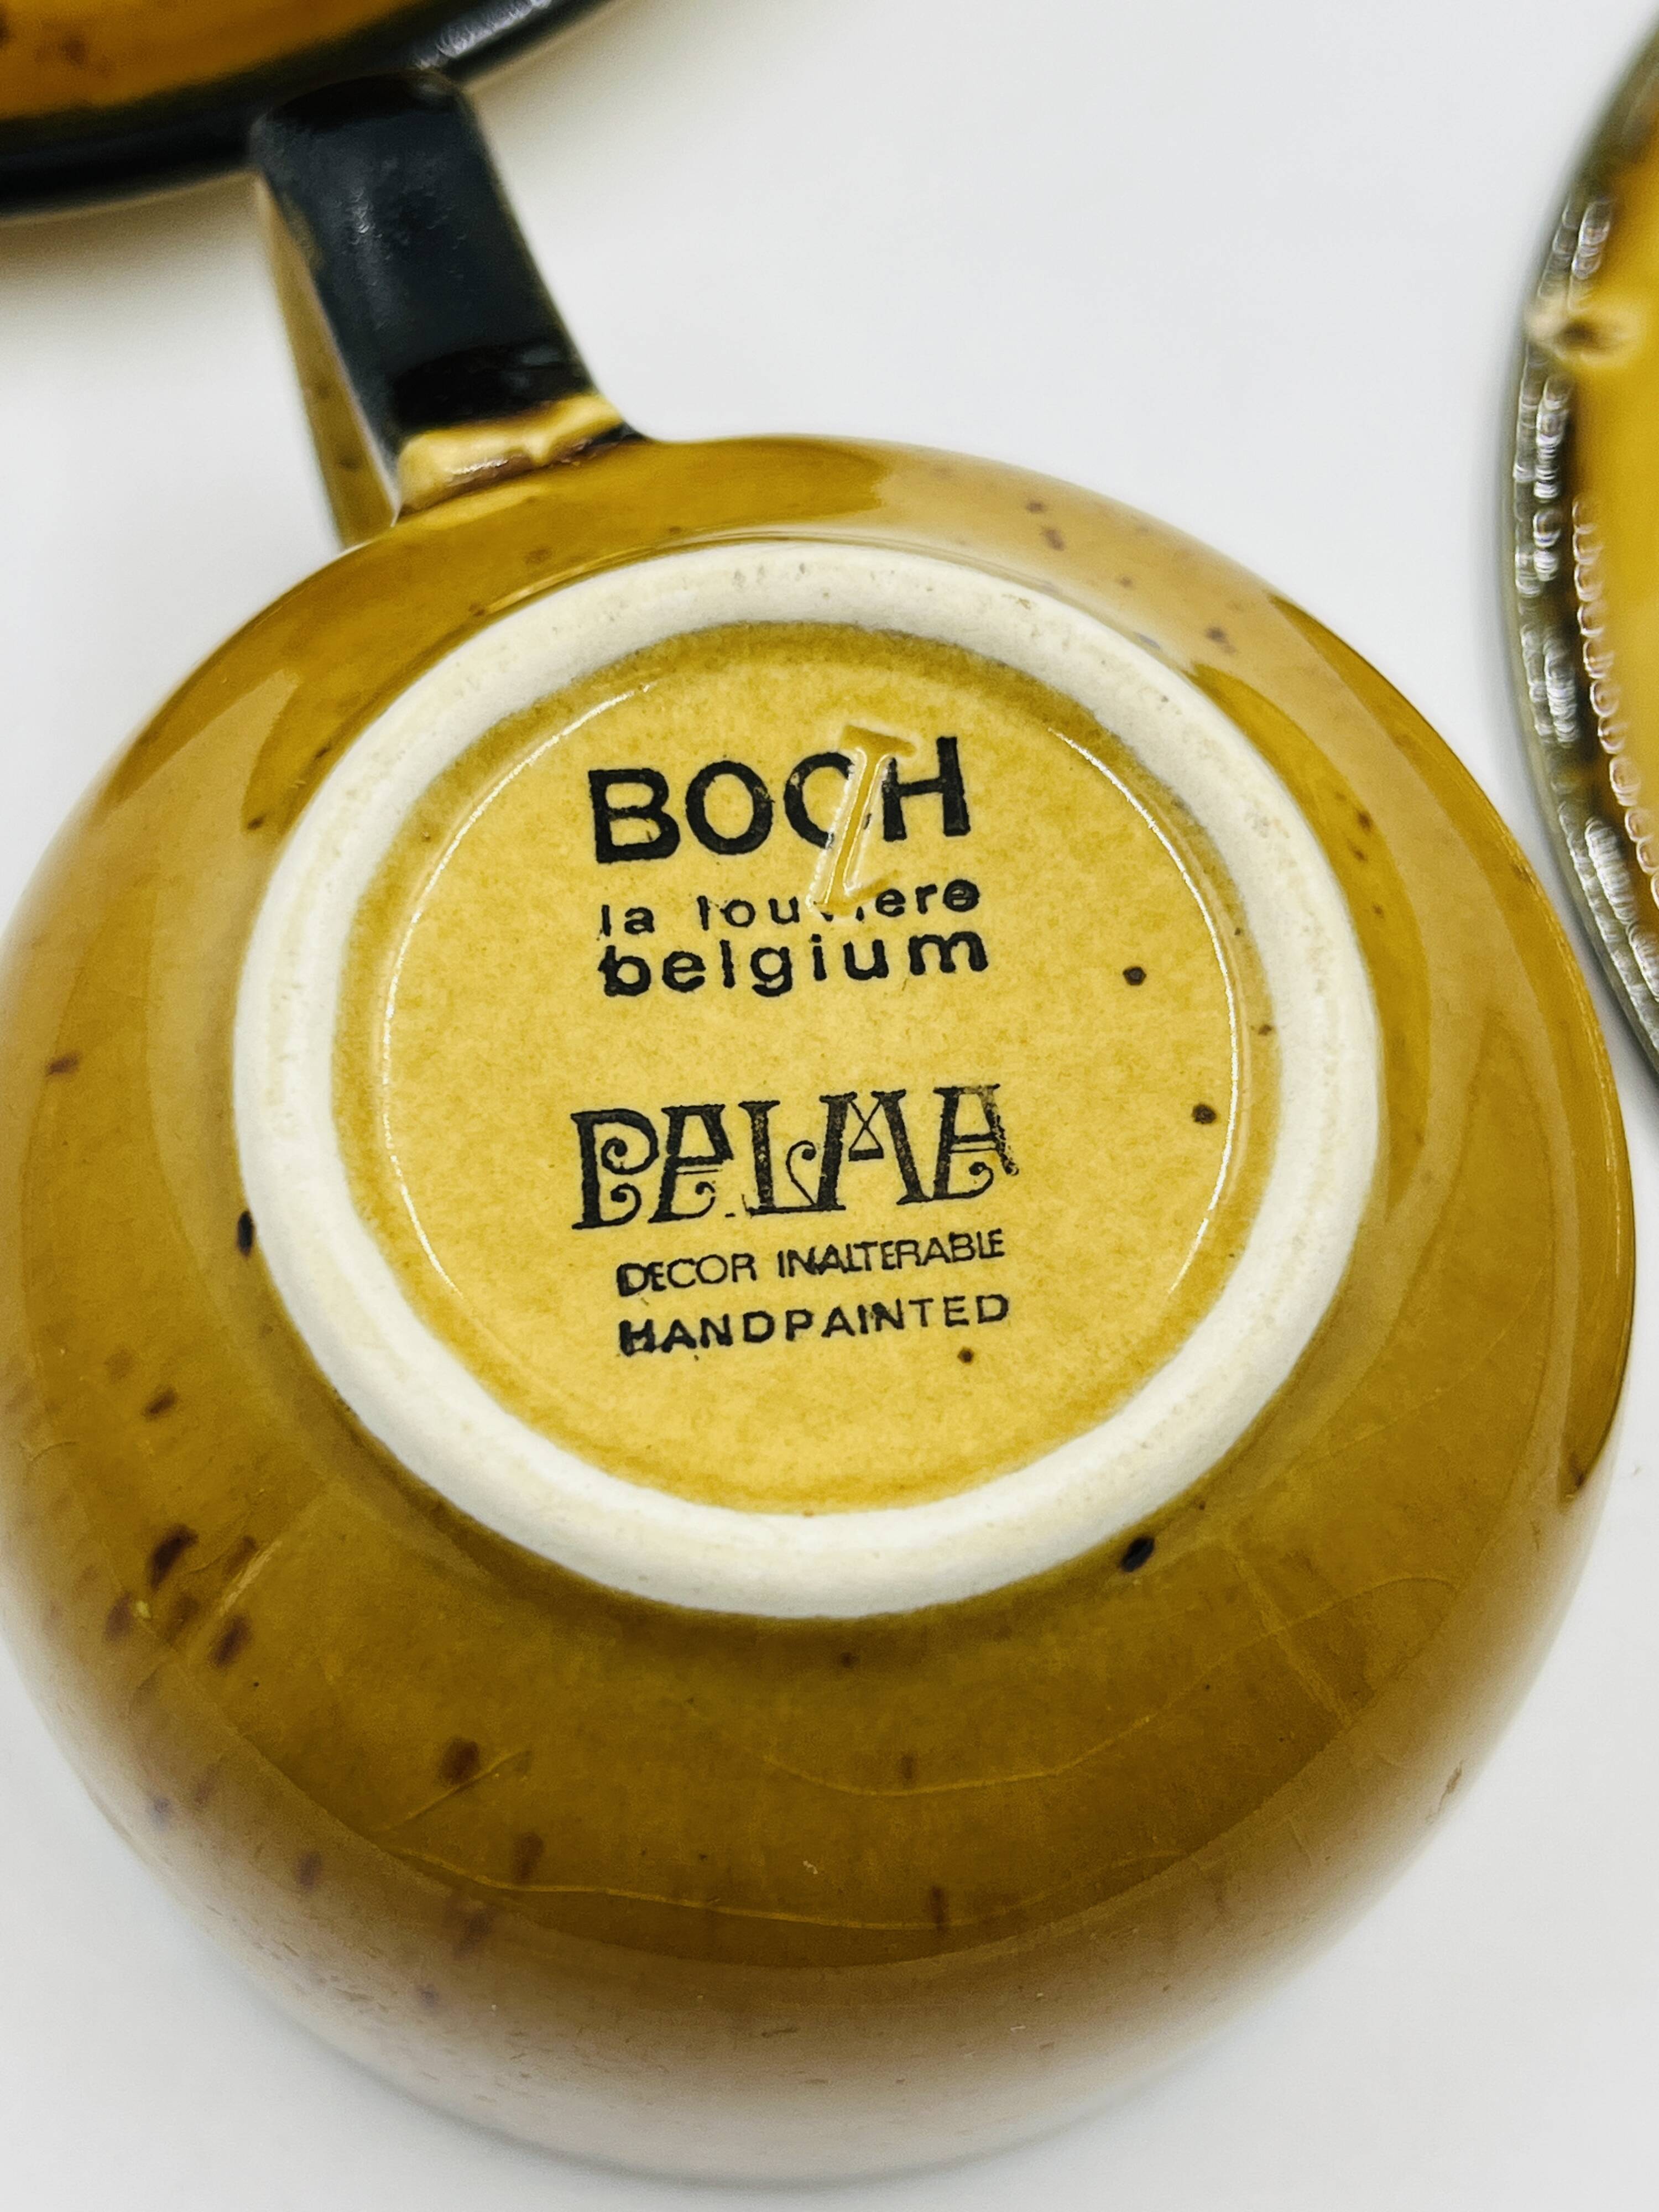 BOCH
la louviere
belgium
PALMA
DECOR INALTERABLE
HANDPAINTED